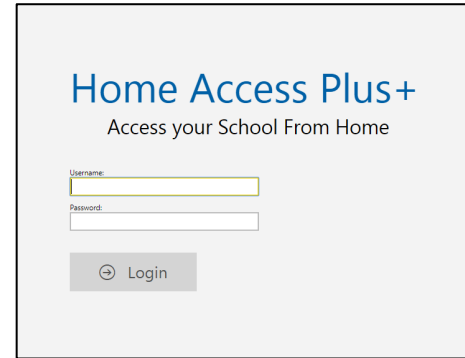 Home Access Plus+
Access your School From Home
Username:
Password:
Login